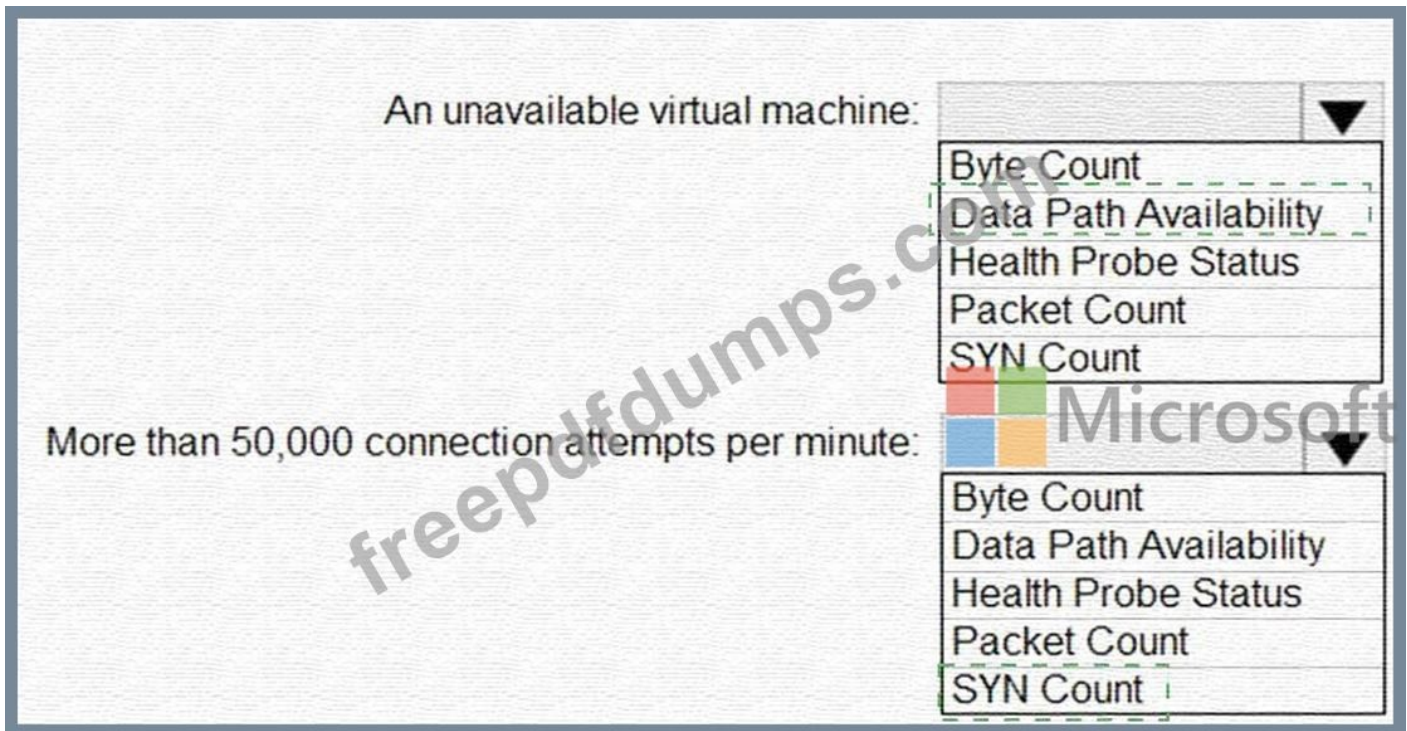 An unavailable virtual machine:
Byte Count
Data Path Availability
Health Probe Status
Packet Count
SYN Count
Microsoft
More than 50,000 connection attempts per minute:
Byte Count
Data Path Availability
Health Probe Status
Packet Count
SYN Count
freepdfdumps.com